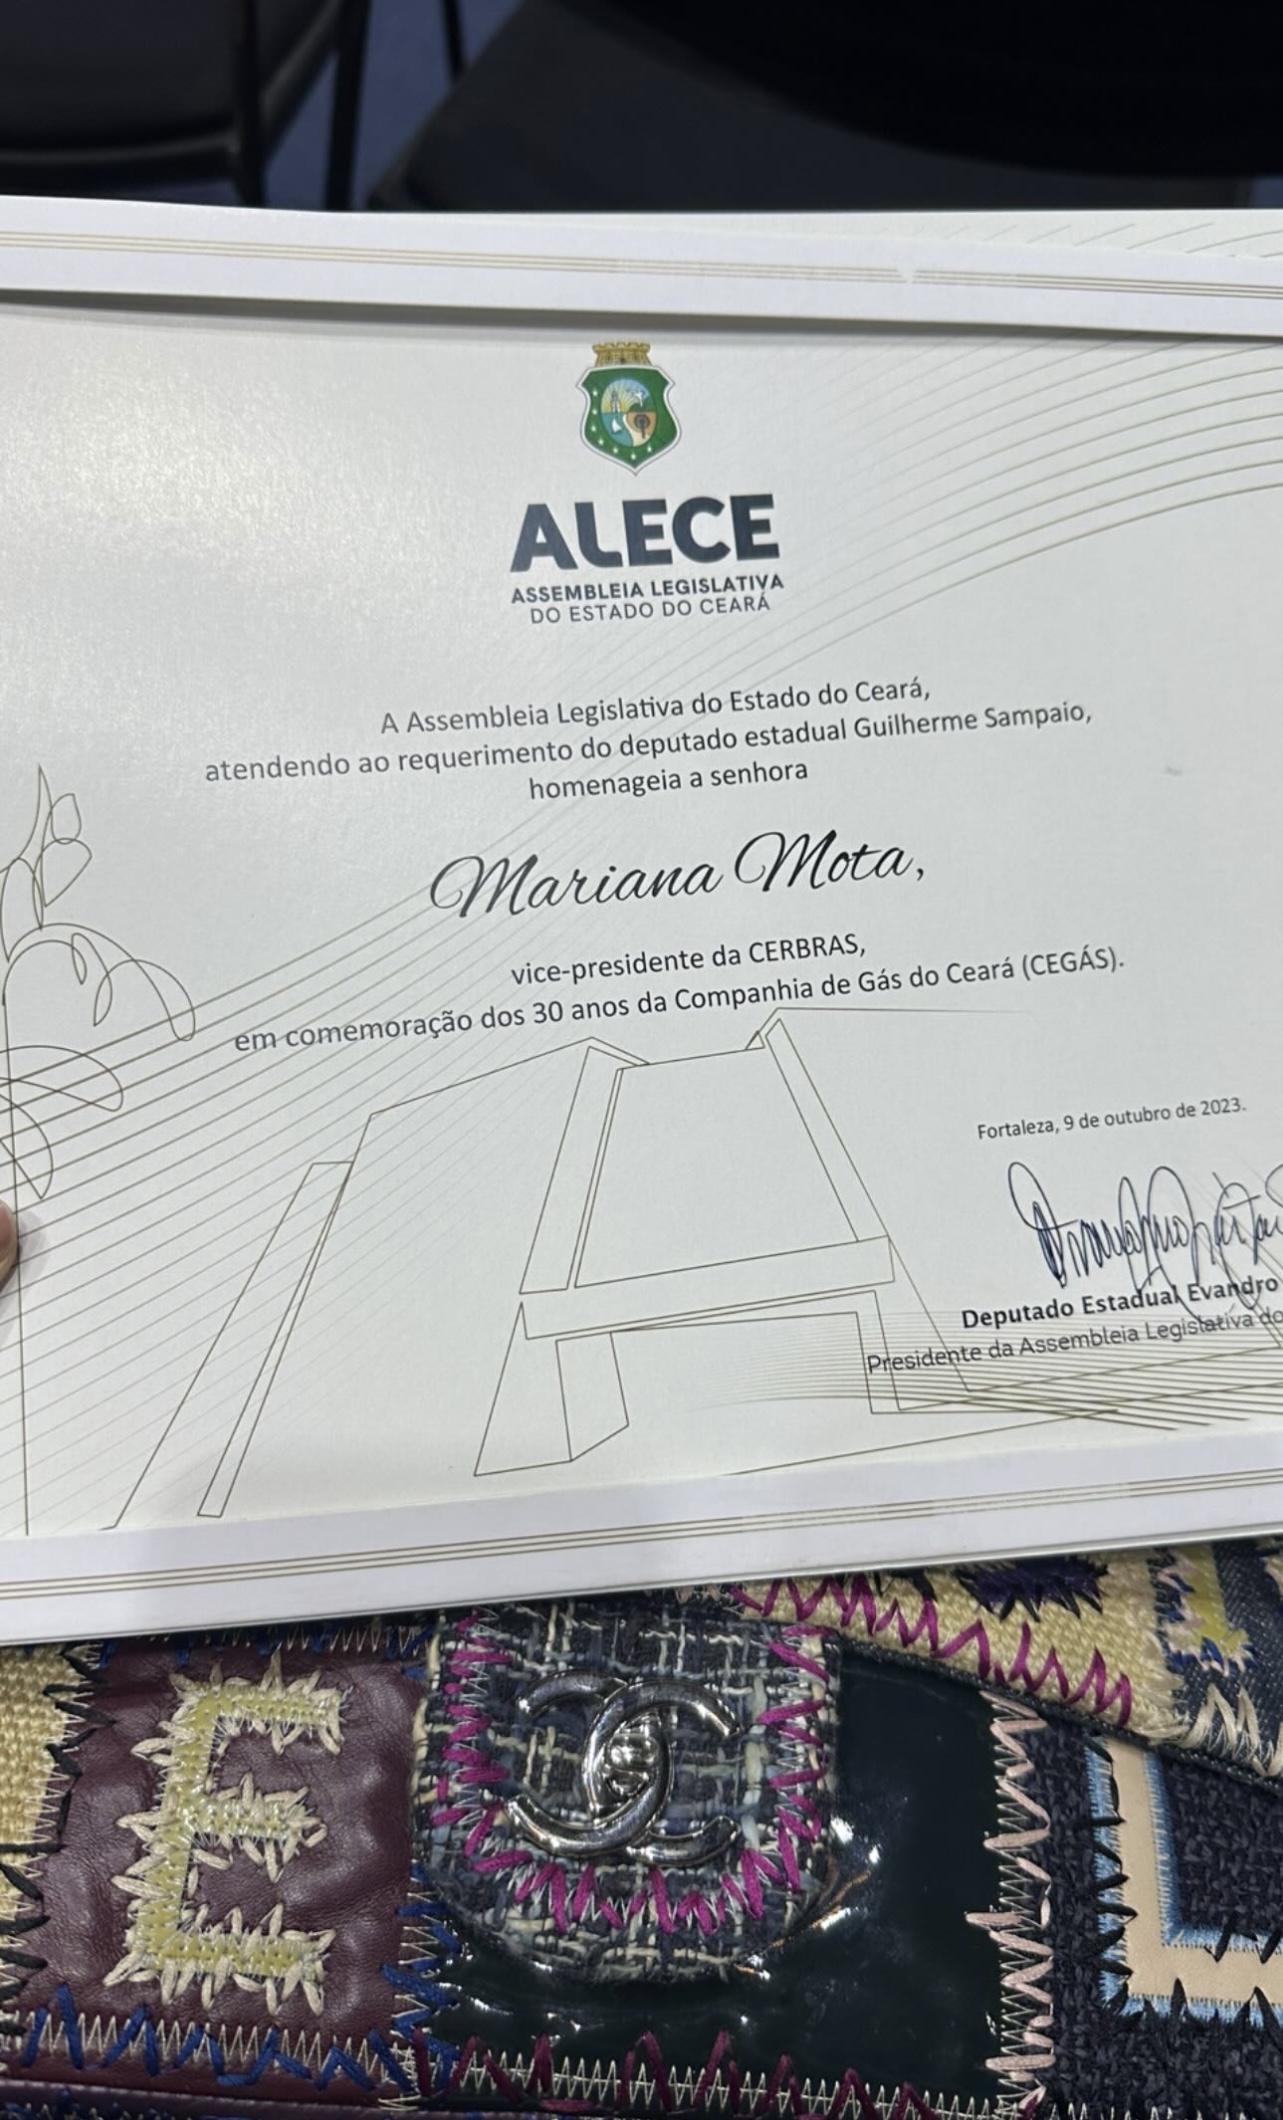 ALECE
ASSEMBLEIA LEGISLATIVA
DO ESTADO DO CEARÁ
A Assembleia Legislativa do Estado do Ceará,
atendendo ao requerimento do deputado estadual Guilherme Sampaio,
homenageia a senhora
Mariana Mota,
vice-presidente da CERBRAS,
em comemoração dos 30 anos da Companhia de Gás do Ceará (CEGÁS).
Fortaleza, 9 de outubro de 2023.
Deputado Estadual Evandro
Presidente da Assembleia Legislativa do
E